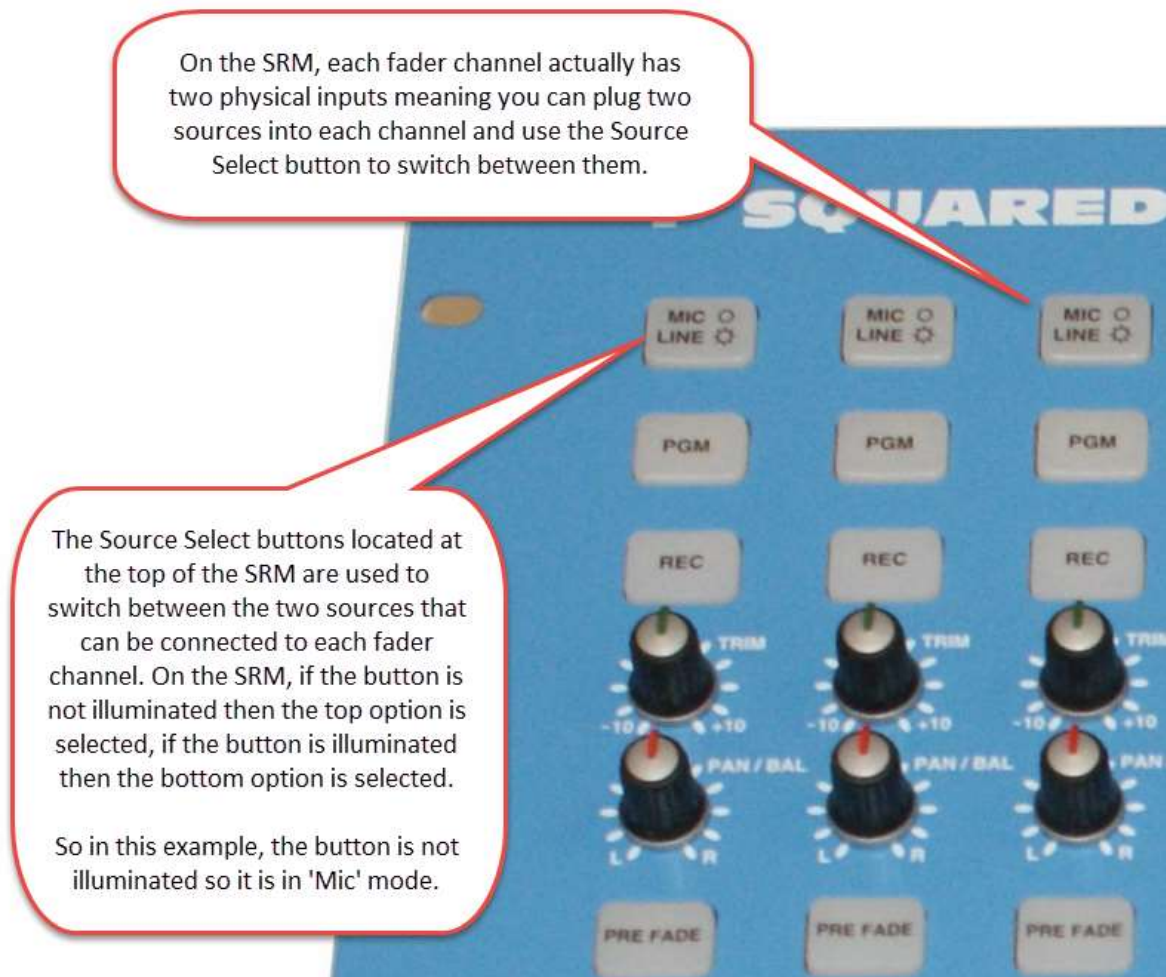 On the SRM, each fader channel actually has
two physical inputs meaning you can plug two
sources into each channel and use the Source
Select button to switch between them.
SQUARED
MIC
LINE
MIC
LINE
MIC
LINE
PGM
PGM
PGM
The Source Select buttons located at
the top of the SRM are used to
switch between the two sources that
can be connected to each fader
channel. On the SRM, if the button is
not illuminated then the top option is
selected, if the button is illuminated
then the bottom option is selected.
So in this example, the button is not
illuminated so it is in 'Mic' mode.
REC
REC
REC
TRIM
TRIM
TRIM
-10 +10
-10 +10
-10 +10
PAN / BAL
PAN / BAL
PAN
L R
L R
L R
PRE FADE
PRE FADE
PRE FADE